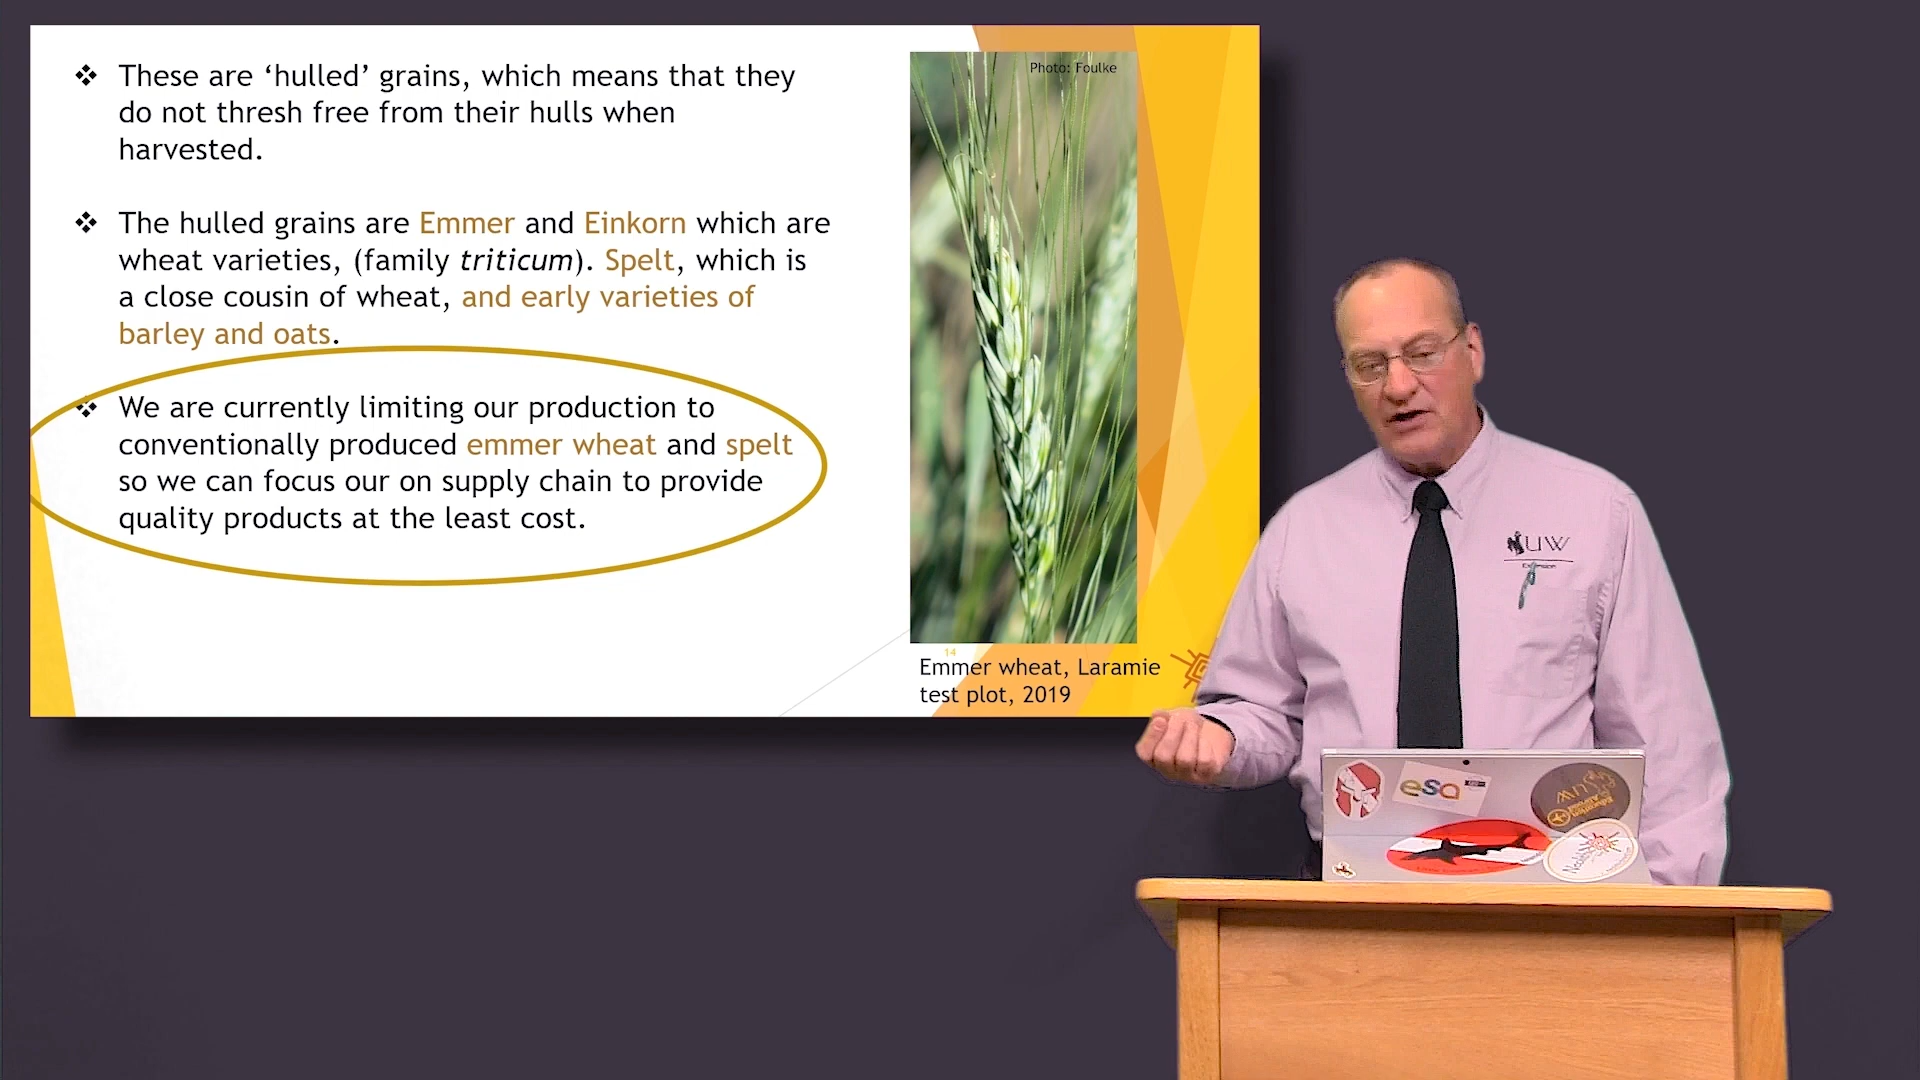 ❖ These are ‘hulled’ grains, which means that they
do not thresh free from their hulls when
harvested.
❖ The hulled grains are Emmer and Einkorn which are
wheat varieties, (family triticum). Spelt, which is
a close cousin of wheat, and early varieties of
barley and oats.
❖ We are currently limiting our production to
conventionally produced emmer wheat and spelt
so we can focus our on supply chain to provide
quality products at the least cost.
Photo: Foulke
14
Emmer wheat, Laramie
test plot, 2019
UW
Extension
esa
UW